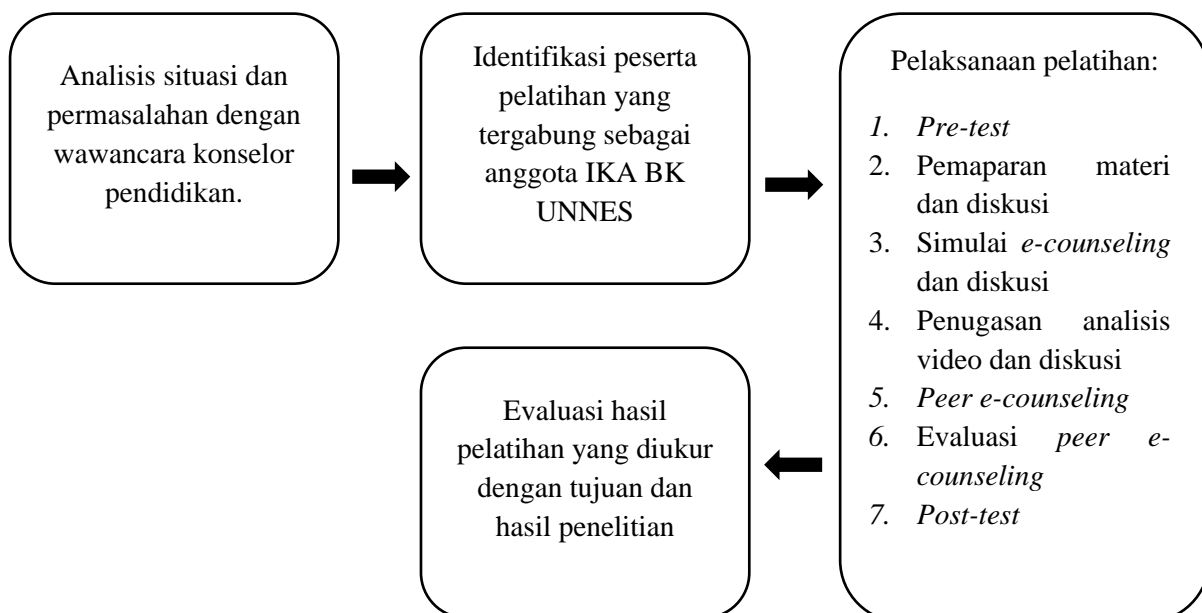 Analisis situasi dan
permasalahan dengan
wawancara konselor
pendidikan.
Identifikasi peserta
pelatihan yang
tergabung sebagai
anggota IKA BK
UNNES
Pelaksanaan pelatihan:
1. Pre-test
2. Pemaparan materi
dan diskusi
3. Simulai e-counseling
dan diskusi
4. Penugasan analisis
video dan diskusi
5. Peer e-counseling
6. Evaluasi peer e-
counseling
7. Post-test
Evaluasi hasil
pelatihan yang diukur
dengan tujuan dan
hasil penelitian